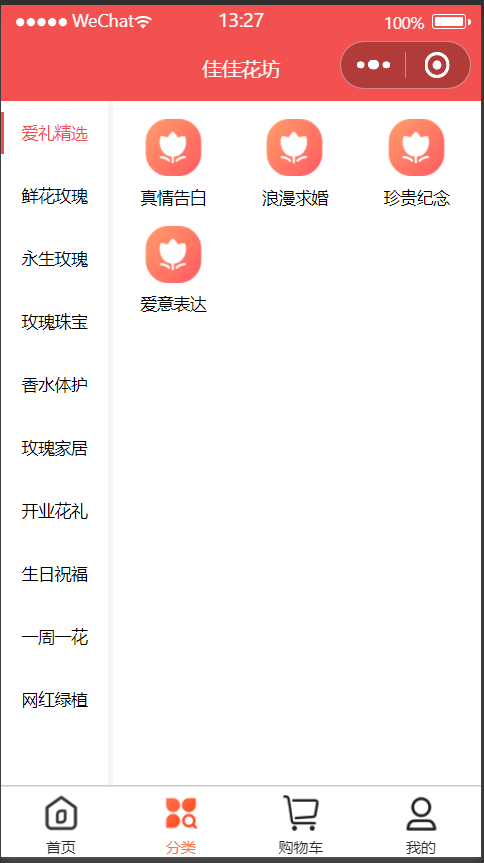 ●●●●● WeChat 13:27 100%
佳佳花坊
爱礼精选
鲜花玫瑰
永生玫瑰
玫瑰珠宝
香水体护
玫瑰家居
开业花礼
生日祝福
一周一花
网红绿植
真情告白 浪漫求婚 珍贵纪念
爱意表达
首页 分类 购物车 我的